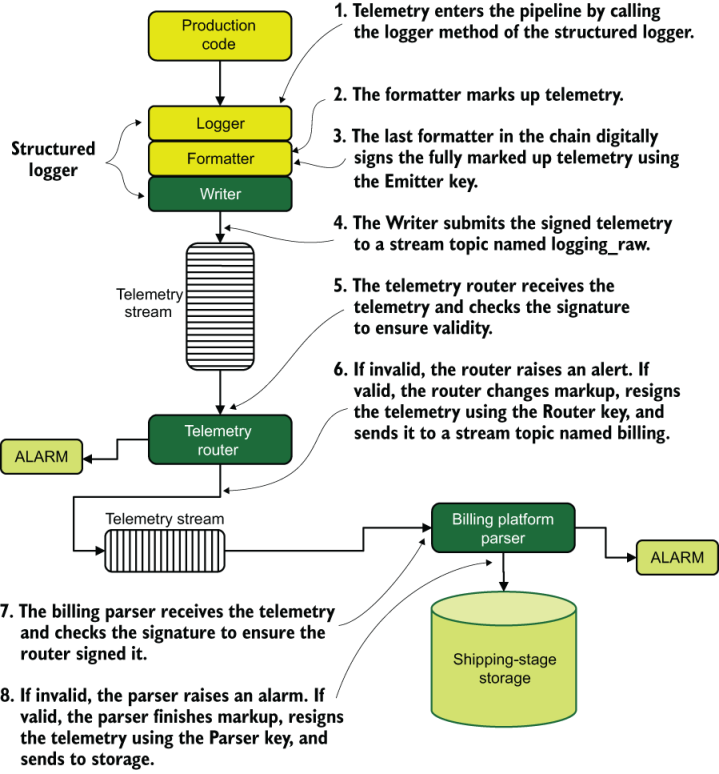 Production
code
1. Telemetry enters the pipeline by calling
the logger method of the structured logger.
2. The formatter marks up telemetry.
Logger
3. The last formatter in the chain digitally
signs the fully marked up telemetry using
the Emitter key.
Structured
logger
Formatter
Writer
4. The Writer submits the signed telemetry
to a stream topic named logging_raw.
Telemetry
stream
5. The telemetry router receives the
telemetry and checks the signature
to ensure validity.
6. If invalid, the router raises an alert. If
valid, the router changes markup, resigns
the telemetry using the Router key, and
sends it to a stream topic named billing.
Telemetry
router
ALARM
Telemetry stream
Billing platform
parser
ALARM
7. The billing parser receives the telemetry
and checks the signature to ensure the
router signed it.
Shipping-stage
storage
8. If invalid, the parser raises an alarm. If
valid, the parser finishes markup, resigns
the telemetry using the Parser key, and
sends to storage.